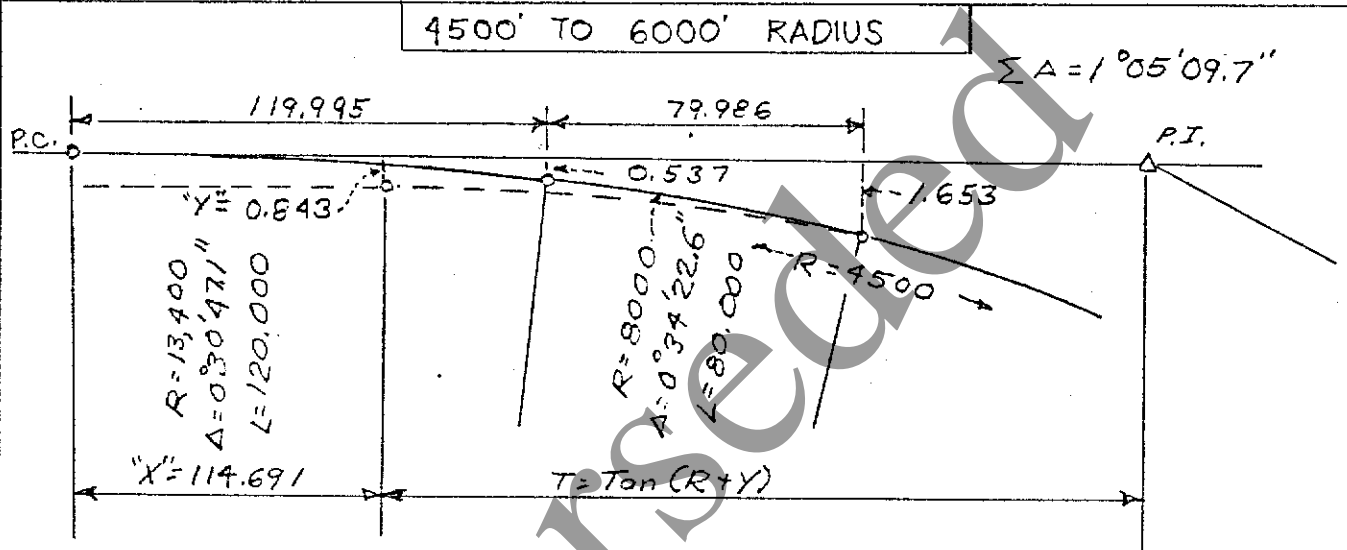 4500' TO 6000' RADIUS
Σ Δ = 1°05'09.7"
119.995
79.986
P.C.
P.I.
0.537
1.653
"Y"= 0.843
R=13,400
Δ=0°30'47.1"
L=120.000
R=8000
Δ=0°34'22.6"
L=80.000
R=4500
"X"=114.691
T=Tan(R+Y)
rseded